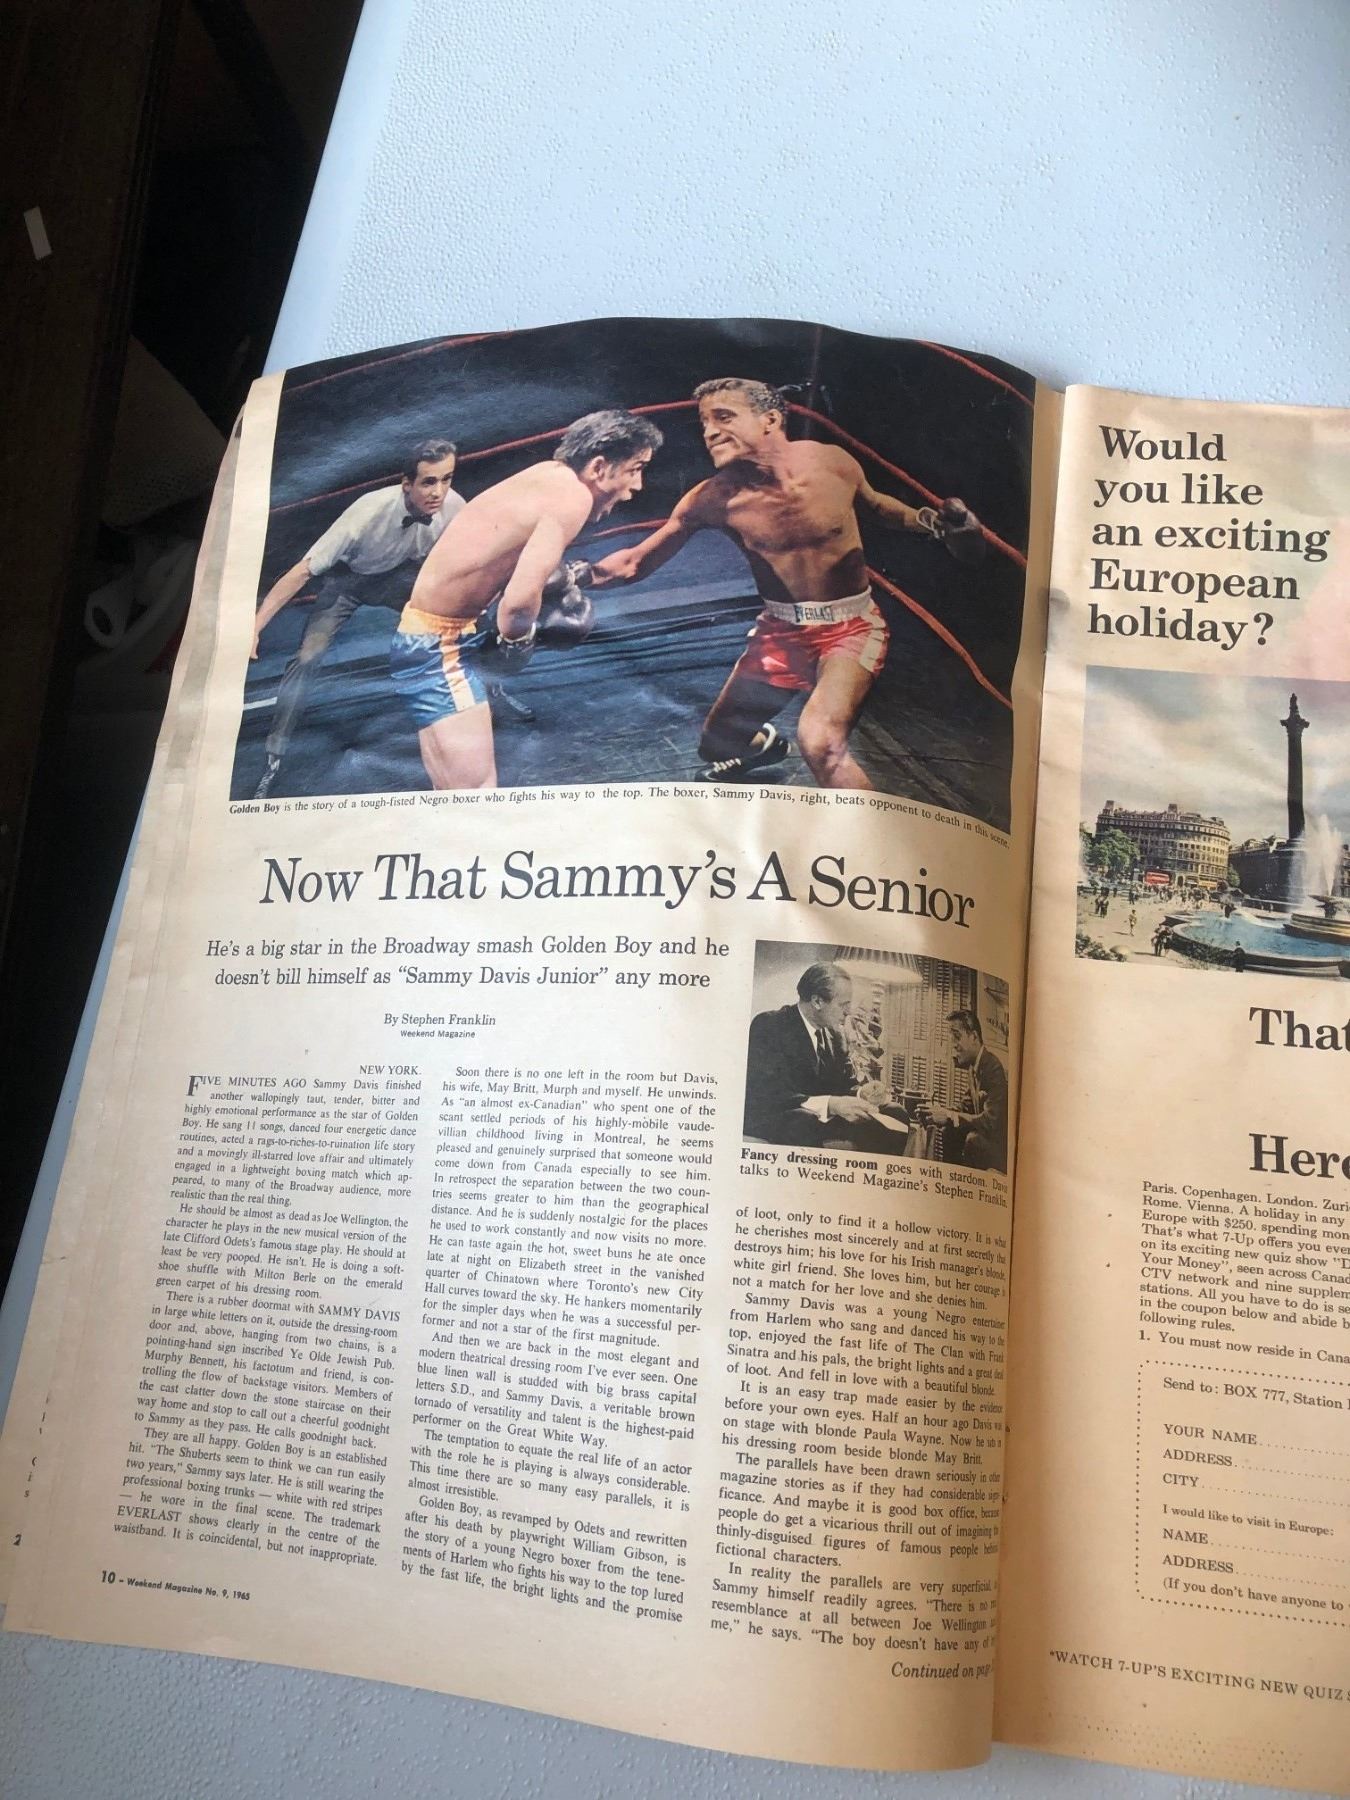 EVERLAST
Golden Boy is the story of a tough-fisted Negro boxer who fights his way to the top. The boxer, Sammy Davis, right, beats opponent to death in this scene.
Now That Sammy's A Senior
He's a big star in the Broadway smash Golden Boy and he
doesn't bill himself as "Sammy Davis Junior" any more
By Stephen Franklin
Weekend Magazine
NEW YORK.
FIVE MINUTES AGO Sammy Davis finished
another wallopingly taut, tender, bitter and
highly emotional performance as the star of Golden
Boy. He sang 11 songs, danced four energetic dance
routines, acted a rags-to-riches-to-ruination life story
and a movingly ill-starred love affair and ultimately
engaged in a lightweight boxing match which ap-
peared, to many of the Broadway audience, more
realistic than the real thing.
He should be almost as dead as Joe Wellington, the
character he plays in the new musical version of the
late Clifford Odets's famous stage play. He should at
least be very pooped. He isn't. He is doing a soft-
shoe shuffle with Milton Berle on the emerald
green carpet of his dressing room.
There is a rubber doormat with SAMMY DAVIS
in large white letters on it, outside the dressing-room
door and, above, hanging from two chains, is a
pointing-hand sign inscribed Ye Olde Jewish Pub.
Murphy Bennett, his factotum and friend, is con-
trolling the flow of backstage visitors. Members of
the cast clatter down the stone staircase on their
way home and stop to call out a cheerful goodnight
to Sammy as they pass. He calls goodnight back.
They are all happy. Golden Boy is an established
hit. "The Shuberts seem to think we can run easily
two years," Sammy says later. He is still wearing the
professional boxing trunks — white with red stripes
— he wore in the final scene. The trademark
EVERLAST shows clearly in the centre of the
waistband. It is coincidental, but not inappropriate.
Soon there is no one left in the room but Davis,
his wife, May Britt, Murph and myself. He unwinds.
As "an almost ex-Canadian" who spent one of the
scant settled periods of his highly-mobile vaude-
villian childhood living in Montreal, he seems
pleased and genuinely surprised that someone would
come down from Canada especially to see him.
In retrospect the separation between the two coun-
tries seems greater to him than the geographical
distance. And he is suddenly nostalgic for the places
he used to work constantly and now visits no more.
He can taste again the hot, sweet buns he ate once
late at night on Elizabeth street in the vanished
quarter of Chinatown where Toronto's new City
Hall curves toward the sky. He hankers momentarily
for the simpler days when he was a successful per-
former and not a star of the first magnitude.
And then we are back in the most elegant and
modern theatrical dressing room I've ever seen. One
blue linen wall is studded with big brass capital
letters S.D., and Sammy Davis, a veritable brown
tornado of versatility and talent is the highest-paid
performer on the Great White Way.
The temptation to equate the real life of an actor
with the role he is playing is always considerable.
This time there are so many easy parallels, it is
almost irresistible.
Golden Boy, as revamped by Odets and rewritten
after his death by playwright William Gibson, is
the story of a young Negro boxer from the tene-
ments of Harlem who fights his way to the top lured
by the fast life, the bright lights and the promise
Fancy dressing room goes with stardom.
talks to Weekend Magazine's Stephen Franklin.
of loot, only to find it a hollow victory. It is what
he cherishes most sincerely and at first secretly that
destroys him; his love for his Irish manager's blonde,
white girl friend. She loves him, but her courage is
not a match for her love and she denies him.
Sammy Davis was a young Negro entertainer
from Harlem who sang and danced his way to the
top, enjoyed the fast life of The Clan with Frank
Sinatra and his pals, the bright lights and a great deal
of loot. And fell in love with a beautiful blonde.
It is an easy trap made easier by the evidence
before your own eyes. Half an hour ago Davis was
on stage with blonde Paula Wayne. Now he sits in
his dressing room beside blonde May Britt.
The parallels have been drawn seriously in other
magazine stories as if they had considerable signi-
ficance. And maybe it is good box office, because
people do get a vicarious thrill out of imagining the
thinly-disguised figures of famous people behind
fictional characters.
In reality the parallels are very superficial,
Sammy himself readily agrees. "There is no
resemblance at all between Joe Wellington
me," he says. "The boy doesn't have any of
Continued on page
10 – Weekend Magazine No. 9, 1965
2
Would
you like
an exciting
European
holiday?
That
Here
Paris. Copenhagen. London.
Rome. Vienna. A holiday in any
Europe with $250. spending
That's what 7-Up offers you
on its exciting new quiz show
Your Money", seen across
CTV network and nine
stations. All you have to do is
in the coupon below and abide
following rules.
1. You must now reside in
Send to: BOX 777, Station
YOUR NAME
ADDRESS
CITY
I would like to visit in Europe:
NAME
ADDRESS
(If you don't have anyone to
*WATCH 7-UP'S EXCITING NEW QUIZ